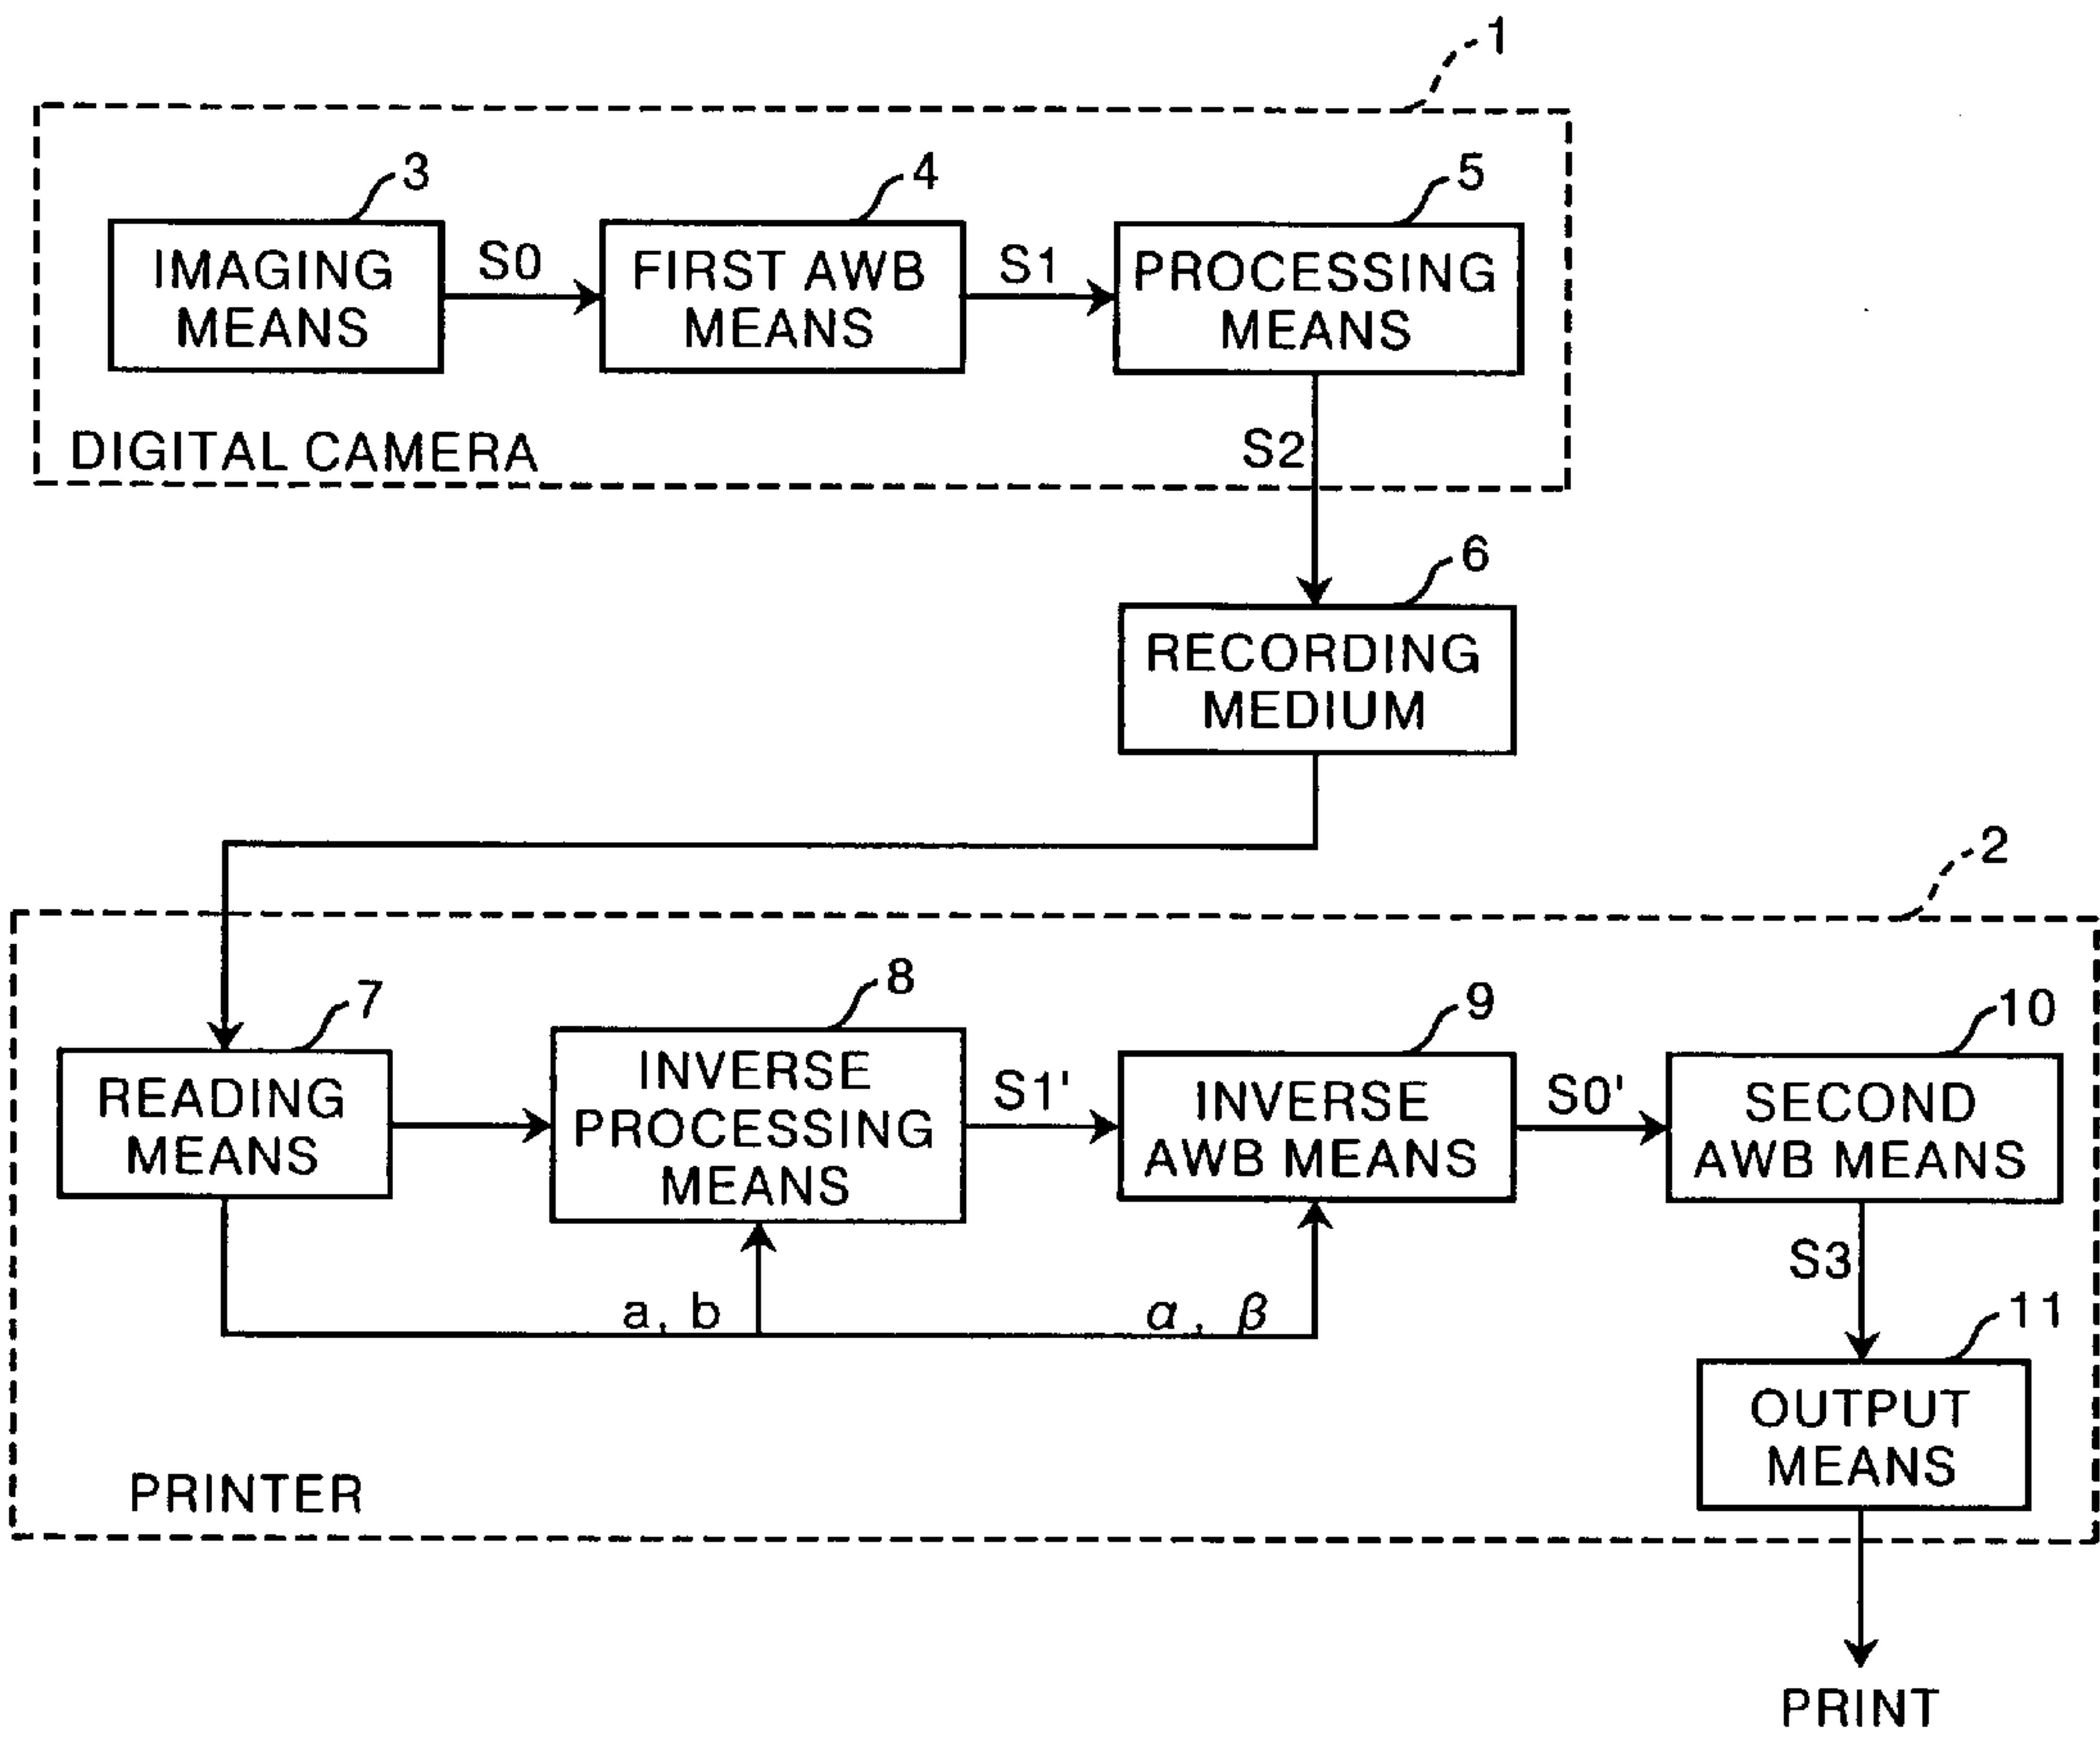 1
3
4
5
IMAGING
MEANS
S0
FIRST AWB
MEANS
S1
PROCESSING
MEANS
DIGITAL CAMERA
S2
6
RECORDING
MEDIUM
2
7
8
9
10
READING
MEANS
INVERSE
PROCESSING
MEANS
S1'
INVERSE
AWB MEANS
S0'
SECOND
AWB MEANS
a, b
α, β
S3
11
OUTPUT
MEANS
PRINTER
PRINT